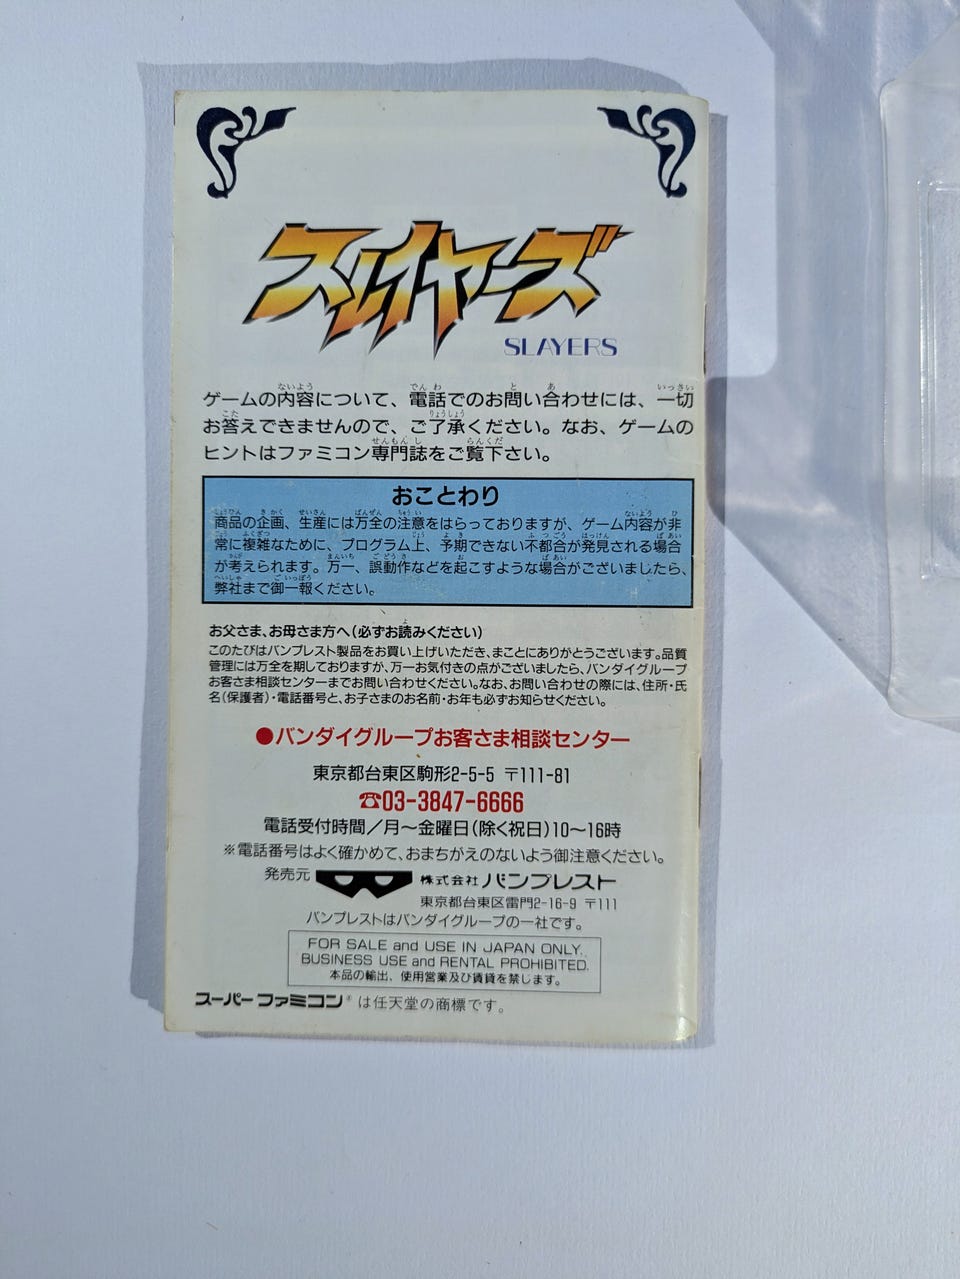 スレイヤーズ
SLAYERS
ゲームの内容について、電話でのお問い合わせには、一切
お答えできませんので、ご了承ください。なお、ゲームの
ヒントはファミコン専門誌をご覧下さい。
おことわり
商品の企画、生産には万全の注意をはらっておりますが、ゲーム内容が非
常に複雑なために、プログラム上、予期できない不都合が発見される場合
が考えられます。万一、誤動作などを起こすような場合がございましたら、
弊社まで御一報ください。
お父さま、お母さま方へ(必ずお読みください)
このたびはバンプレスト製品をお買い上げいただき、まことにありがとうございます。品質
管理には万全を期しておりますが、万一お気付きの点がございましたら、バンダイグループ
お客さま相談センターまでお問い合わせください。なお、お問い合わせの際には、住所・氏
名(保護者)・電話番号と、お子さまのお名前・お年も必ずお知らせください。
●バンダイグループお客さま相談センター
東京都台東区駒形2-5-5 〒111-81
☎03-3847-6666
電話受付時間/月〜金曜日(除く祝日)10〜16時
※電話番号はよく確かめて、おまちがえのないよう御注意ください。
発売元 株式会社 バンプレスト
東京都台東区雷門2-16-9 〒111
バンプレストはバンダイグループの一社です。
FOR SALE and USE IN JAPAN ONLY.
BUSINESS USE and RENTAL PROHIBITED.
本品の輸出、使用営業及び賃貸を禁じます。
スーパーファミコン® は任天堂の商標です。